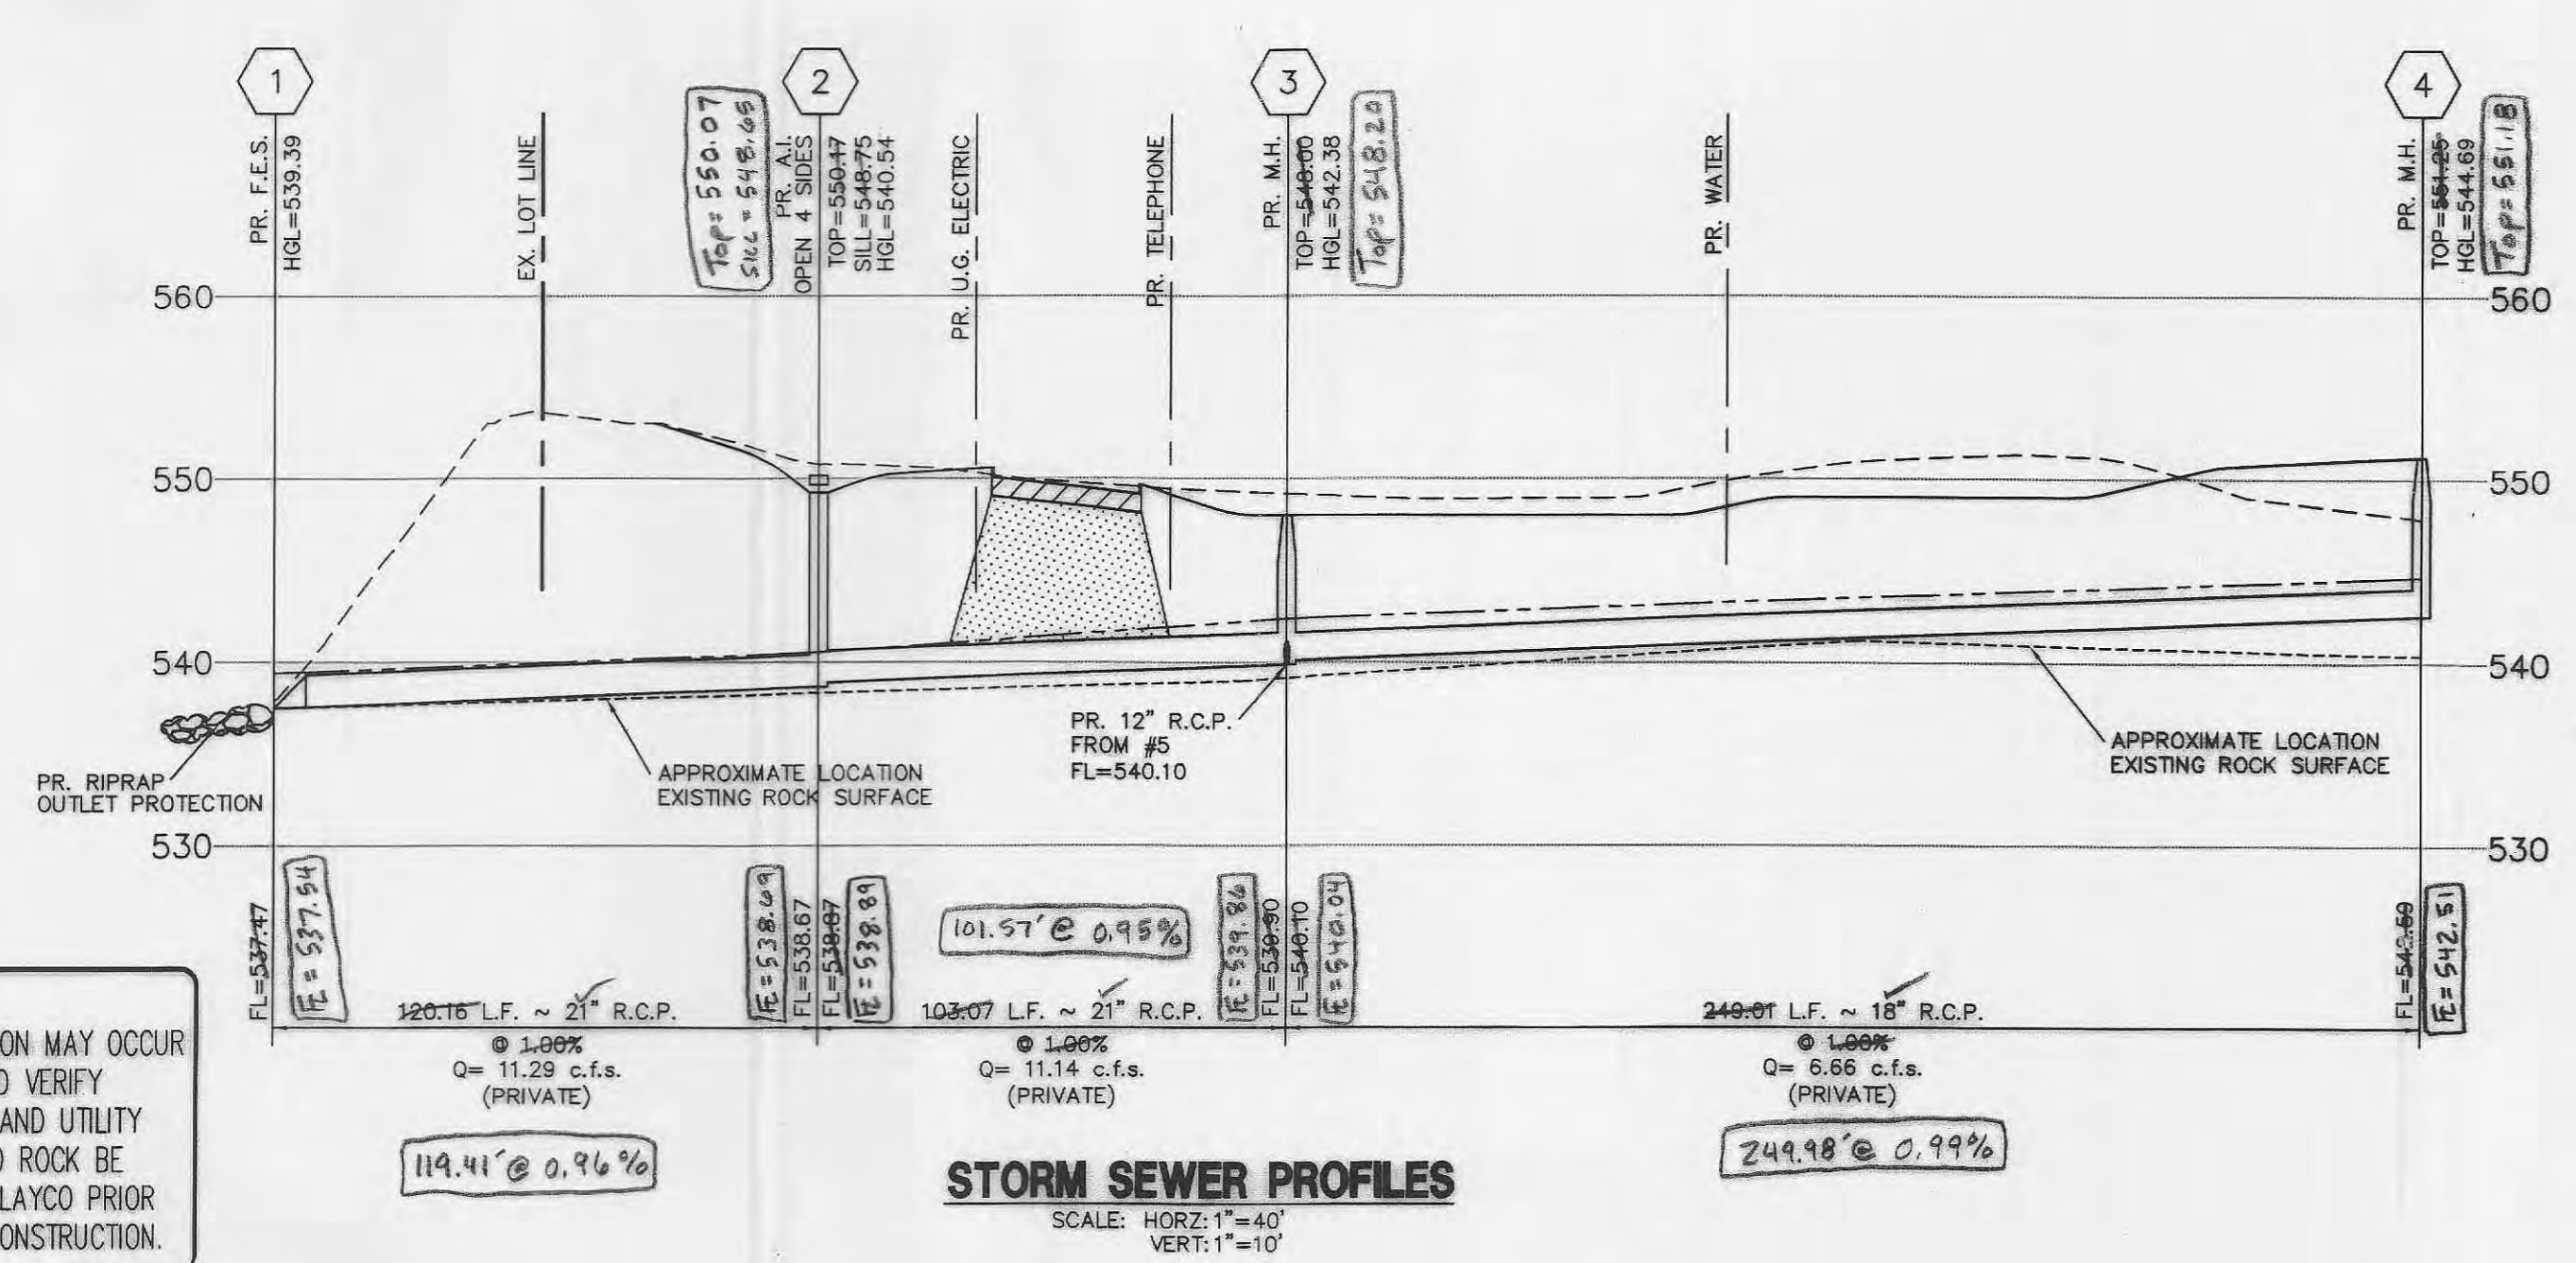 1
2
3
4
PR. F.E.S.
HGL=539.39
EX. LOT LINE
Top= 550.07
SILL = 548.65
PR. A.I.
OPEN 4 SIDES
TOP=550.17
SILL=548.75
HGL=540.54
PR. U.G. ELECTRIC
PR. TELEPHONE
PR. M.H.
TOP=548.00
HGL=542.38
Top= 548.20
PR. WATER
PR. M.H.
TOP=551.25
HGL=544.69
Top= 551.18
560
560
550
550
540
540
530
530
PR. RIPRAP
OUTLET PROTECTION
APPROXIMATE LOCATION
EXISTING ROCK SURFACE
PR. 12" R.C.P.
FROM #5
FL=540.10
APPROXIMATE LOCATION
EXISTING ROCK SURFACE
FL=537.47
FL = 537.54
FL = 538.69
FL=538.67
FL=538.87
FL = 538.89
101.57' @ 0.95%
FL = 539.86
FL=539.90
FL=540.10
FL = 540.04
FL=542.59
FL = 542.51
120.16 L.F. ~ 21" R.C.P.
@ 1.00%
Q= 11.29 c.f.s.
(PRIVATE)
119.41' @ 0.96%
103.07 L.F. ~ 21" R.C.P.
@ 1.00%
Q= 11.14 c.f.s.
(PRIVATE)
249.01 L.F. ~ 18" R.C.P.
@ 1.00%
Q= 6.66 c.f.s.
(PRIVATE)
249.98' @ 0.99%
ON MAY OCCUR
O VERIFY
AND UTILITY
D ROCK BE
LAYCO PRIOR
ONSTRUCTION.
STORM SEWER PROFILES
SCALE: HORZ: 1"=40'
VERT: 1"=10'